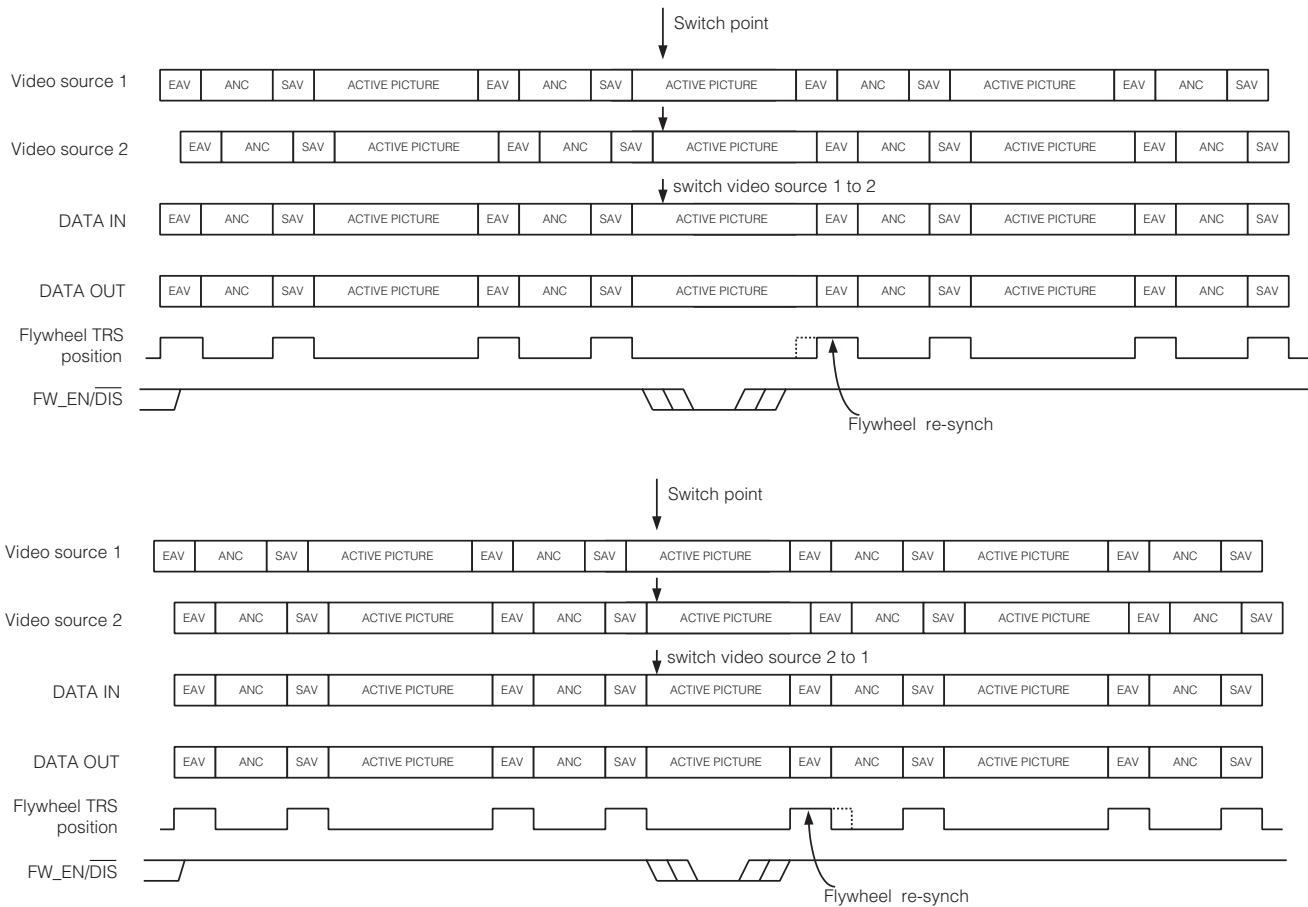 Switch point
Video source 1 EAV ANC SAV ACTIVE PICTURE EAV ANC SAV ACTIVE PICTURE EAV ANC SAV ACTIVE PICTURE EAV ANC SAV
Video source 2 EAV ANC SAV ACTIVE PICTURE EAV ANC SAV ACTIVE PICTURE EAV ANC SAV ACTIVE PICTURE EAV ANC SAV
switch video source 1 to 2
DATA IN EAV ANC SAV ACTIVE PICTURE EAV ANC SAV ACTIVE PICTURE EAV ANC SAV ACTIVE PICTURE EAV ANC SAV
DATA OUT EAV ANC SAV ACTIVE PICTURE EAV ANC SAV ACTIVE PICTURE EAV ANC SAV ACTIVE PICTURE EAV ANC SAV
Flywheel TRS
position
FW_EN/DIS
Flywheel re-synch
Switch point
Video source 1 EAV ANC SAV ACTIVE PICTURE EAV ANC SAV ACTIVE PICTURE EAV ANC SAV ACTIVE PICTURE EAV ANC SAV
Video source 2 EAV ANC SAV ACTIVE PICTURE EAV ANC SAV ACTIVE PICTURE EAV ANC SAV ACTIVE PICTURE EAV ANC SAV
switch video source 2 to 1
DATA IN EAV ANC SAV ACTIVE PICTURE EAV ANC SAV ACTIVE PICTURE EAV ANC SAV ACTIVE PICTURE EAV ANC SAV
DATA OUT EAV ANC SAV ACTIVE PICTURE EAV ANC SAV ACTIVE PICTURE EAV ANC SAV ACTIVE PICTURE EAV ANC SAV
Flywheel TRS
position
FW_EN/DIS
Flywheel re-synch